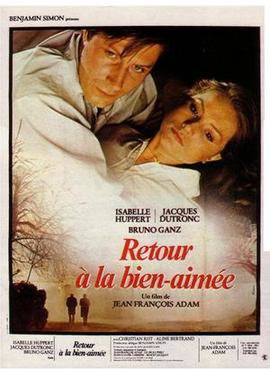 BENJAMIN SIMON présente
ISABELLE HUPPERT
JACQUES DUTRONC
BRUNO GANZ
Retour
à la bien-aimée
Un film de
JEAN FRANÇOIS ADAM
avec CHRISTIAN RIST - ALINE BERTRAND
ISABELLE HUPPERT
JACQUES DUTRONC
BRUNO GANZ
Retour
à la bien-aimée
Un film de
JEAN FRANÇOIS
ADAM